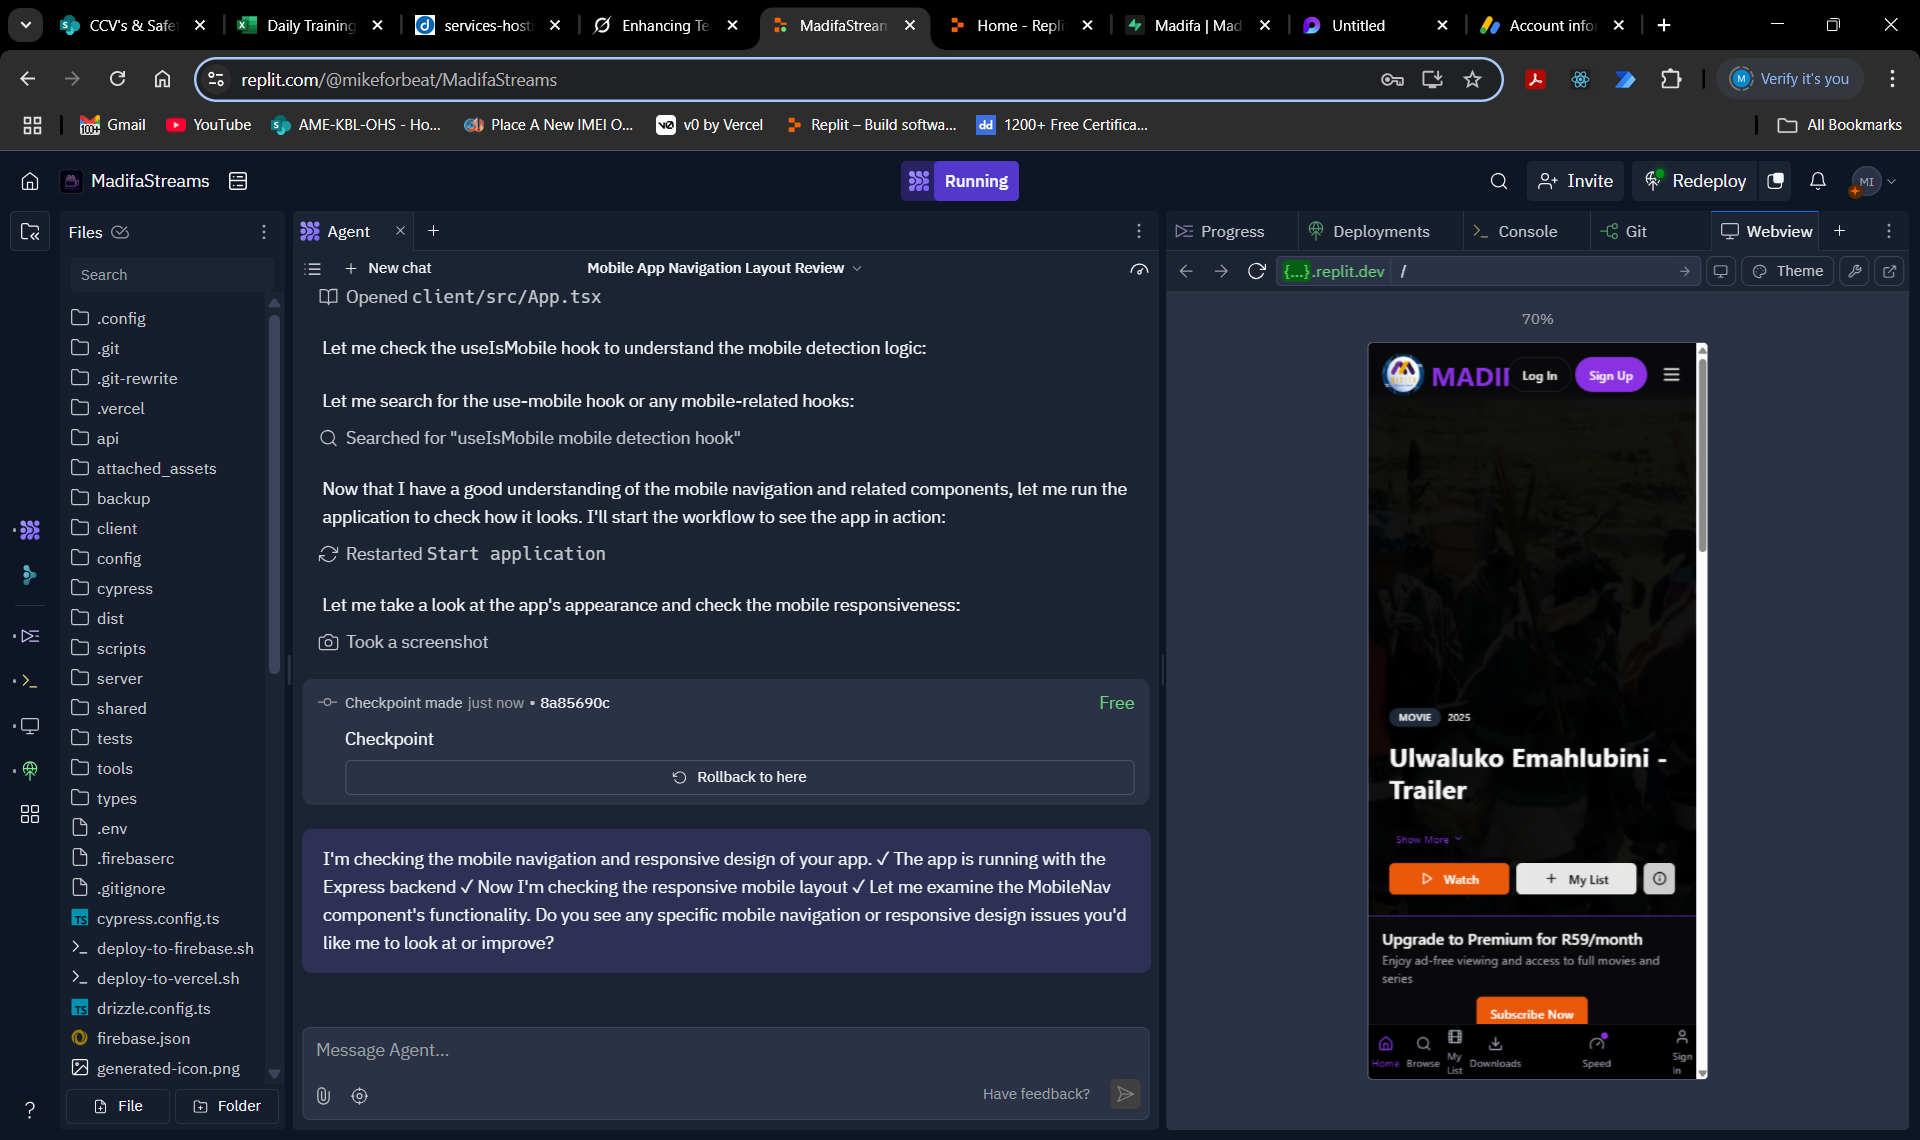 CCV's & Safe
Daily Training
services-hosti
Enhancing Te
MadifaStream
Home - Repli
Madifa | Mad
Untitled
Account infor
replit.com/@mikeforbeat/MadifaStreams
Verify it's you
Gmail
YouTube
AME-KBL-OHS - Ho...
Place A New IMEI O...
v0 by Vercel
Replit – Build softwa...
1200+ Free Certifica...
All Bookmarks
MadifaStreams
Running
Invite
Redeploy
MI
Files
Search
.config
.git
.git-rewrite
.vercel
api
attached_assets
backup
client
config
cypress
dist
scripts
server
shared
tests
tools
types
.env
.firebaserc
.gitignore
cypress.config.ts
deploy-to-firebase.sh
deploy-to-vercel.sh
drizzle.config.ts
firebase.json
generated-icon.png
File
Folder
Agent
New chat
Mobile App Navigation Layout Review
Opened client/src/App.tsx
Let me check the useIsMobile hook to understand the mobile detection logic:
Let me search for the use-mobile hook or any mobile-related hooks:
Searched for "useIsMobile mobile detection hook"
Now that I have a good understanding of the mobile navigation and related components, let me run the
application to check how it looks. I'll start the workflow to see the app in action:
Restarted Start application
Let me take a look at the app's appearance and check the mobile responsiveness:
Took a screenshot
Checkpoint made just now • 8a85690c
Free
Checkpoint
Rollback to here
I'm checking the mobile navigation and responsive design of your app. ✓ The app is running with the
Express backend ✓ Now I'm checking the responsive mobile layout ✓ Let me examine the MobileNav
component's functionality. Do you see any specific mobile navigation or responsive design issues you'd
like me to look at or improve?
Message Agent...
Have feedback?
Progress
Deployments
Console
Git
Webview
{...}.replit.dev
/
Theme
70%
MADIF
Log In
Sign Up
MOVIE
2025
Ulwaluko Emahlubini -
Trailer
Show More
Watch
My List
Upgrade to Premium for R59/month
Enjoy ad-free viewing and access to full movies and
series
Subscribe Now
Home
Browse
My
List
Downloads
Speed
Sign
In